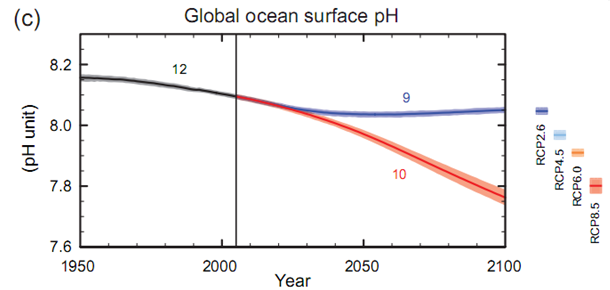 (c)
Global ocean surface pH
(pH unit)
8.2
8.0
7.8
7.6
12
9
10
1950
2000
2050
2100
Year
RCP2.6
RCP4.5
RCP6.0
RCP8.5